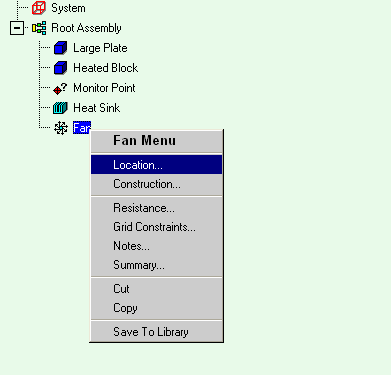 System
Root Assembly
Large Plate
Heated Block
Monitor Point
Heat Sink
Fan
Fan Menu
Location...
Construction...
Resistance...
Grid Constraints...
Notes...
Summary...
Cut
Copy
Save To Library